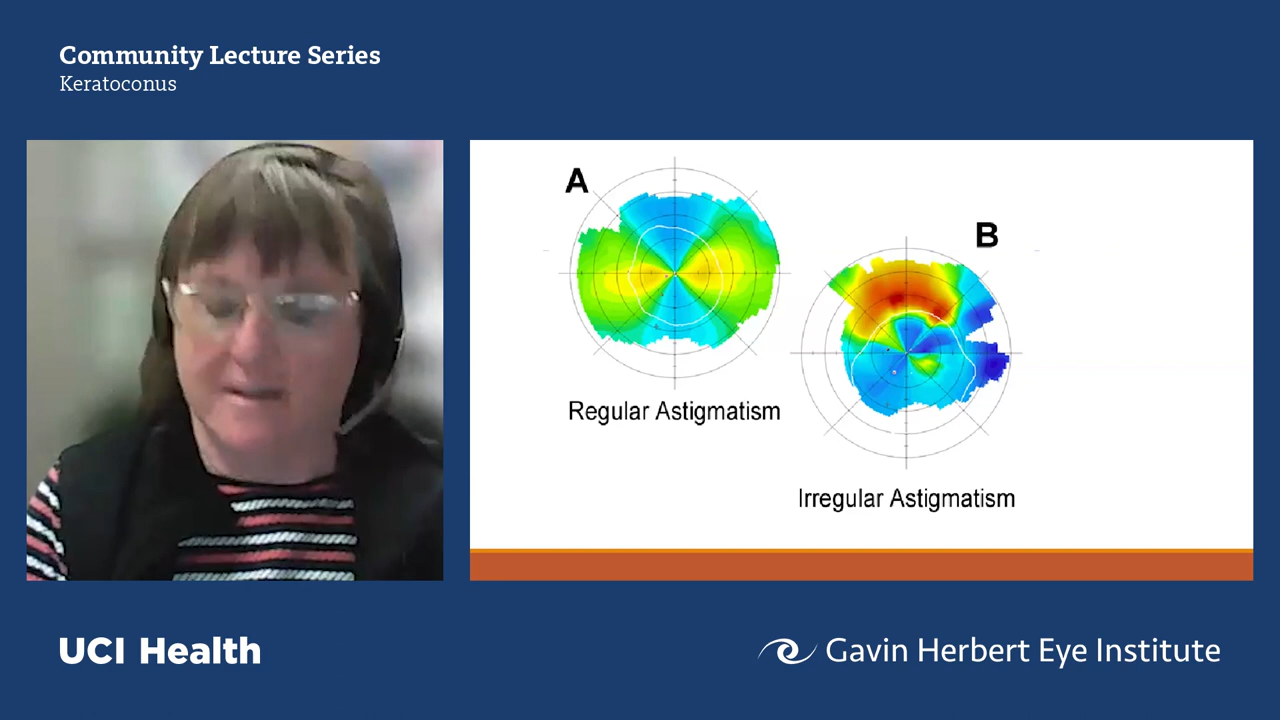 Community Lecture Series
Keratoconus
A
B
Regular Astigmatism
Irregular Astigmatism
UCI Health
Gavin Herbert Eye Institute